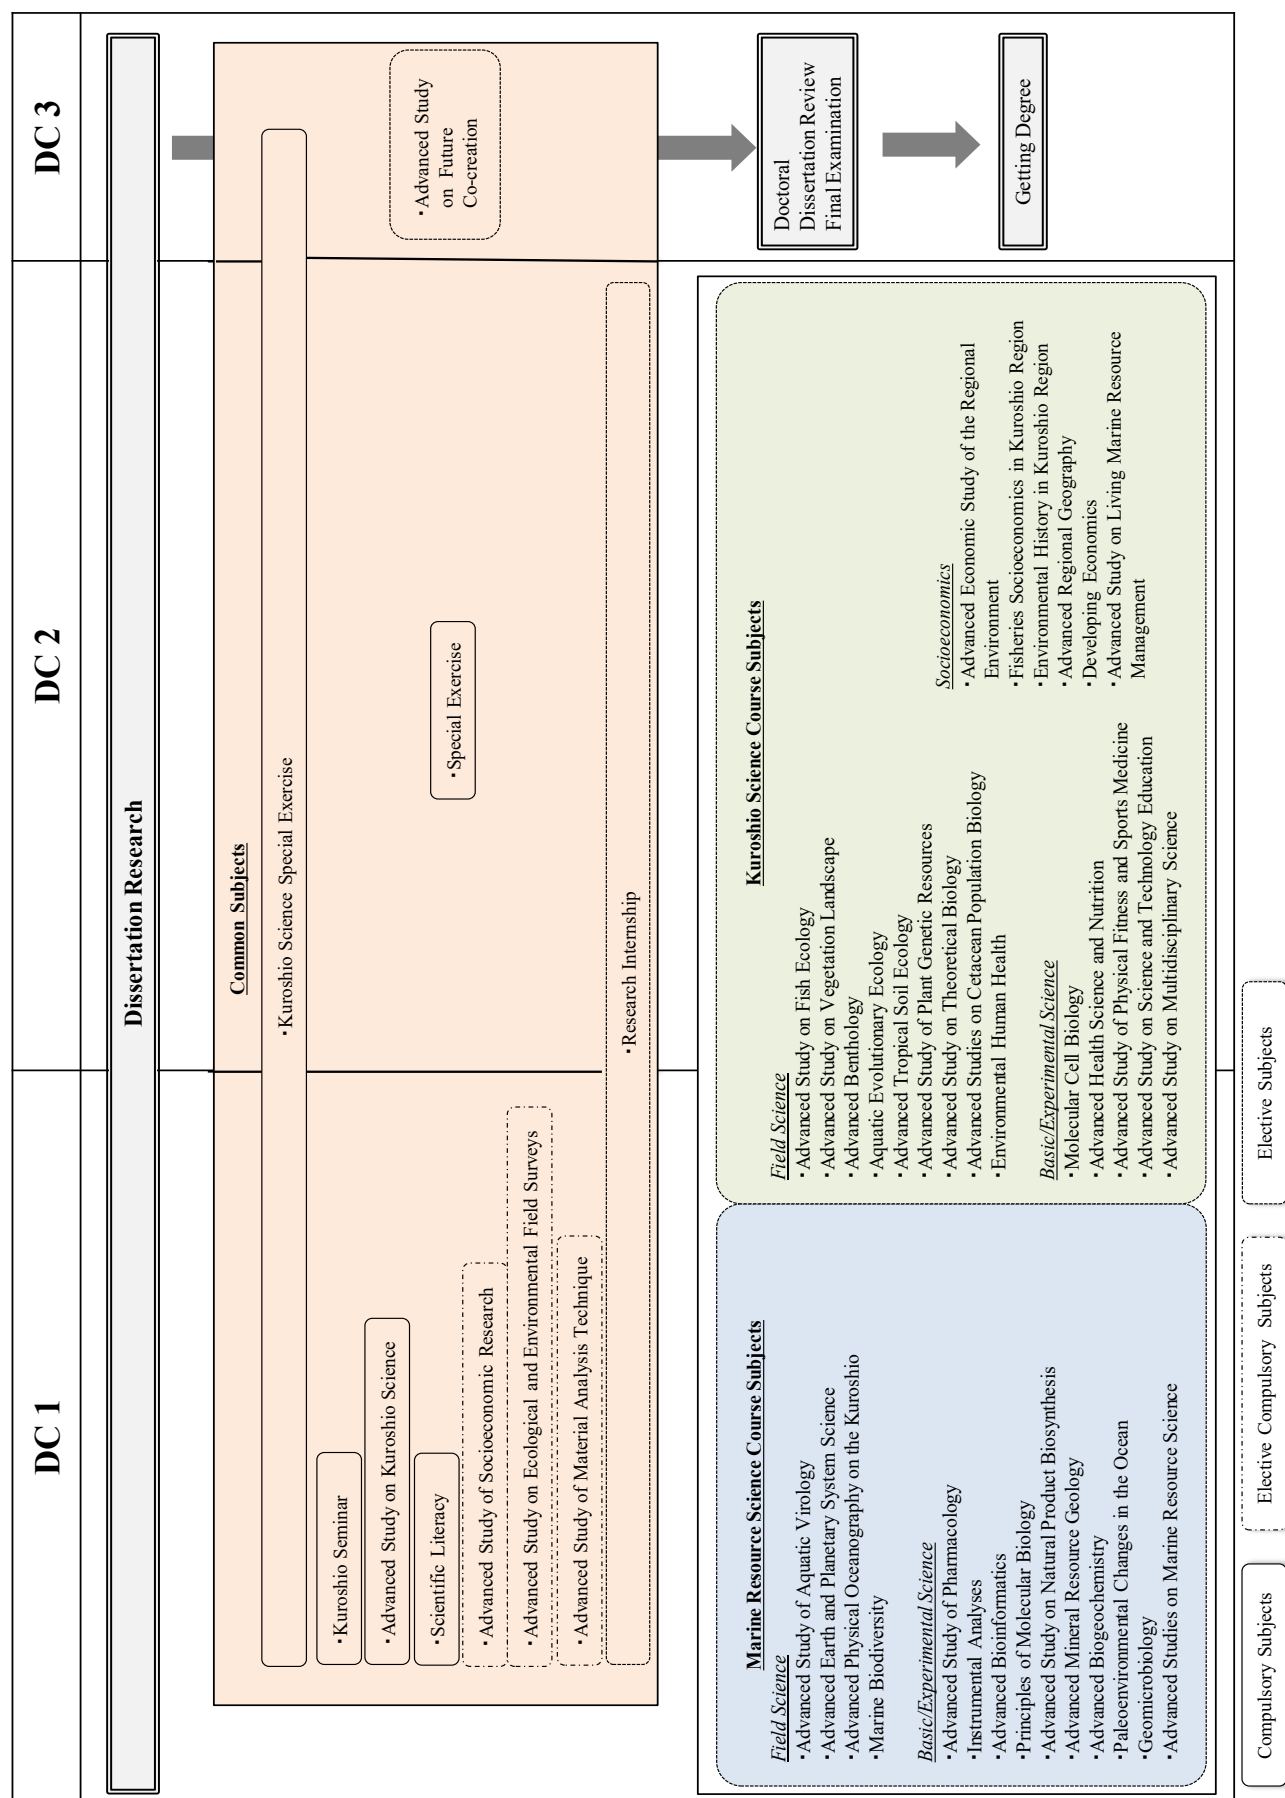 DC 1
DC 2
DC 3
Dissertation Research
Common Subjects
▪Kuroshio Science Special Exercise
▪Kuroshio Seminar
▪Advanced Study on Kuroshio Science
▪Scientific Literacy
▪Advanced Study of Socioeconomic Research
▪Advanced Study on Ecological and Environmental Field Surveys
▪Advanced Study of Material Analysis Technique
▪Research Internship
▪Special Exercise
▪Advanced Study
on Future
Co-creation
Doctoral
Dissertation Review
Final Examination
Getting Degree
Marine Resource Science Course Subjects
Field Science
▪Advanced Study of Aquatic Virology
▪Advanced Earth and Planetary System Science
▪Advanced Physical Oceanography on the Kuroshio
▪Marine Biodiversity
Basic/Experimental Science
▪Advanced Study of Pharmacology
▪Instrumental Analyses
▪Advanced Bioinformatics
▪Principles of Molecular Biology
▪Advanced Study on Natural Product Biosynthesis
▪Advanced Mineral Resource Geology
▪Advanced Biogeochemistry
▪Paleoenvironmental Changes in the Ocean
▪Geomicrobiology
▪Advanced Studies on Marine Resource Science
Kuroshio Science Course Subjects
Field Science
▪Advanced Study on Fish Ecology
▪Advanced Study on Vegetation Landscape
▪Advanced Benthology
▪Aquatic Evolutionary Ecology
▪Advanced Tropical Soil Ecology
▪Advanced Study of Plant Genetic Resources
▪Advanced Study on Theoretical Biology
▪Advanced Studies on Cetacean Population Biology
▪Environmental Human Health
Basic/Experimental Science
▪Molecular Cell Biology
▪Advanced Health Science and Nutrition
▪Advanced Study of Physical Fitness and Sports Medicine
▪Advanced Study on Science and Technology Education
▪Advanced Study on Multidisciplinary Science
Socioeconomics
▪Advanced Economic Study of the Regional
Environment
▪Fisheries Socioeconomics in Kuroshio Region
▪Environmental History in Kuroshio Region
▪Advanced Regional Geography
▪Developing Economics
▪Advanced Study on Living Marine Resource
Management
Compulsory Subjects
Elective Compulsory Subjects
Elective Subjects